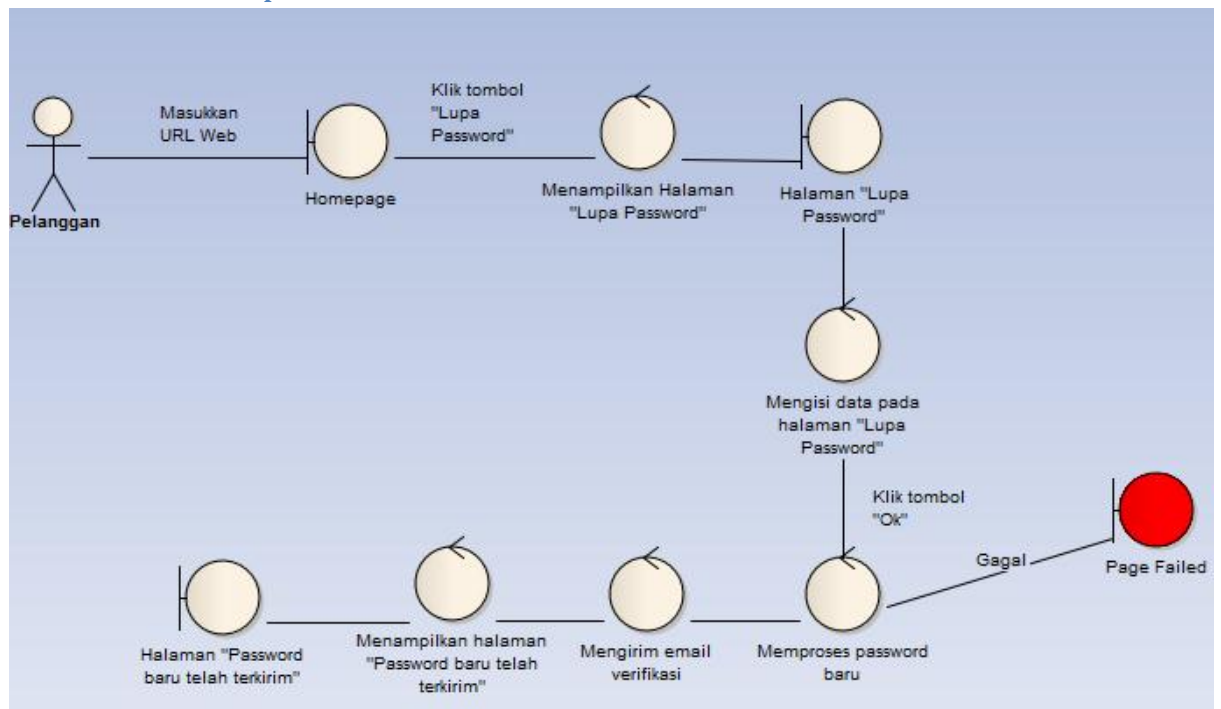 Klik tombol
"Lupa
Password"
Masukkan
URL Web
Pelanggan
Homepage
Menampilkan Halaman
"Lupa Password"
Halaman "Lupa
Password"
Mengisi data pada
halaman "Lupa
Password"
Klik tombol
"Ok"
Gagal
Page Failed
Memproses password
baru
Mengirim email
verifikasi
Menampilkan halaman
"Password baru telah
terkirim"
Halaman "Password
baru telah terkirim"